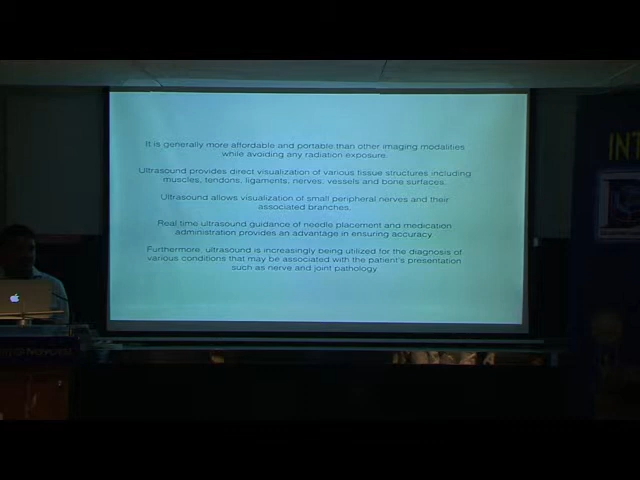 It is generally more affordable and portable than other imaging modalities
while avoiding any radiation exposure.
Ultrasound provides direct visualization of various tissue structures including
muscles, tendons, ligaments, nerves, vessels and bone surfaces.
Ultrasound allows visualization of small peripheral nerves and their
associated branches.
Real time ultrasound guidance of needle placement and medication
administration provides an advantage in ensuring accuracy
Furthermore, ultrasound is increasingly being utilized for the diagnosis of
various conditions that may be associated with the patient's presentation
such as nerve and joint pathology
INT